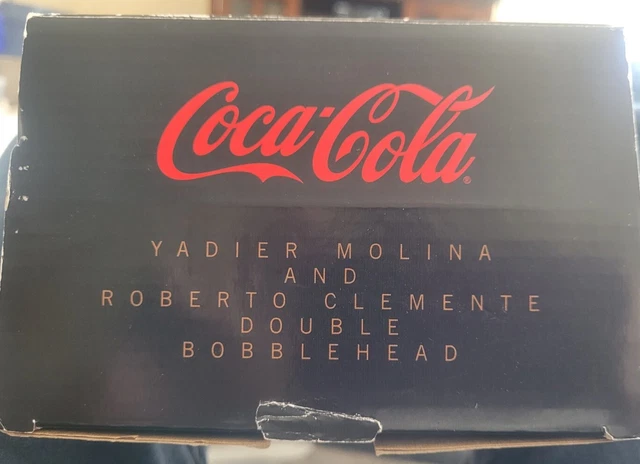 Coca-Cola®
YADIER MOLINA
AND
ROBERTO CLEMENTE
DOUBLE
BOBBLEHEAD